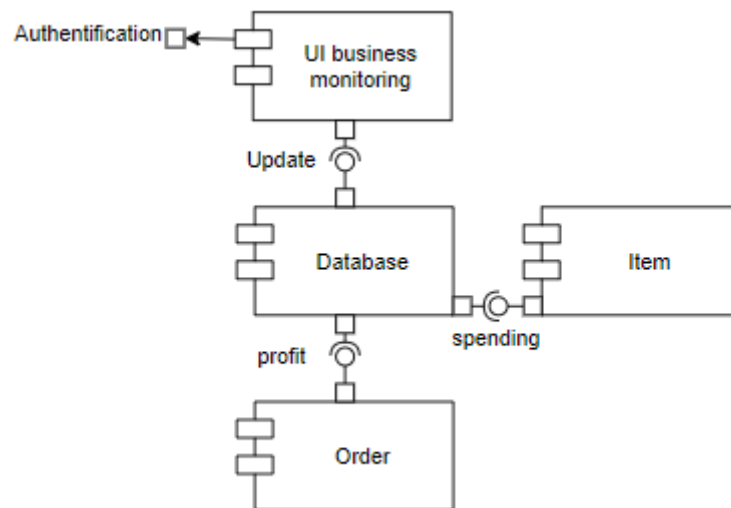 Authentification
UI business
monitoring
Update
Database
Item
spending
profit
Order